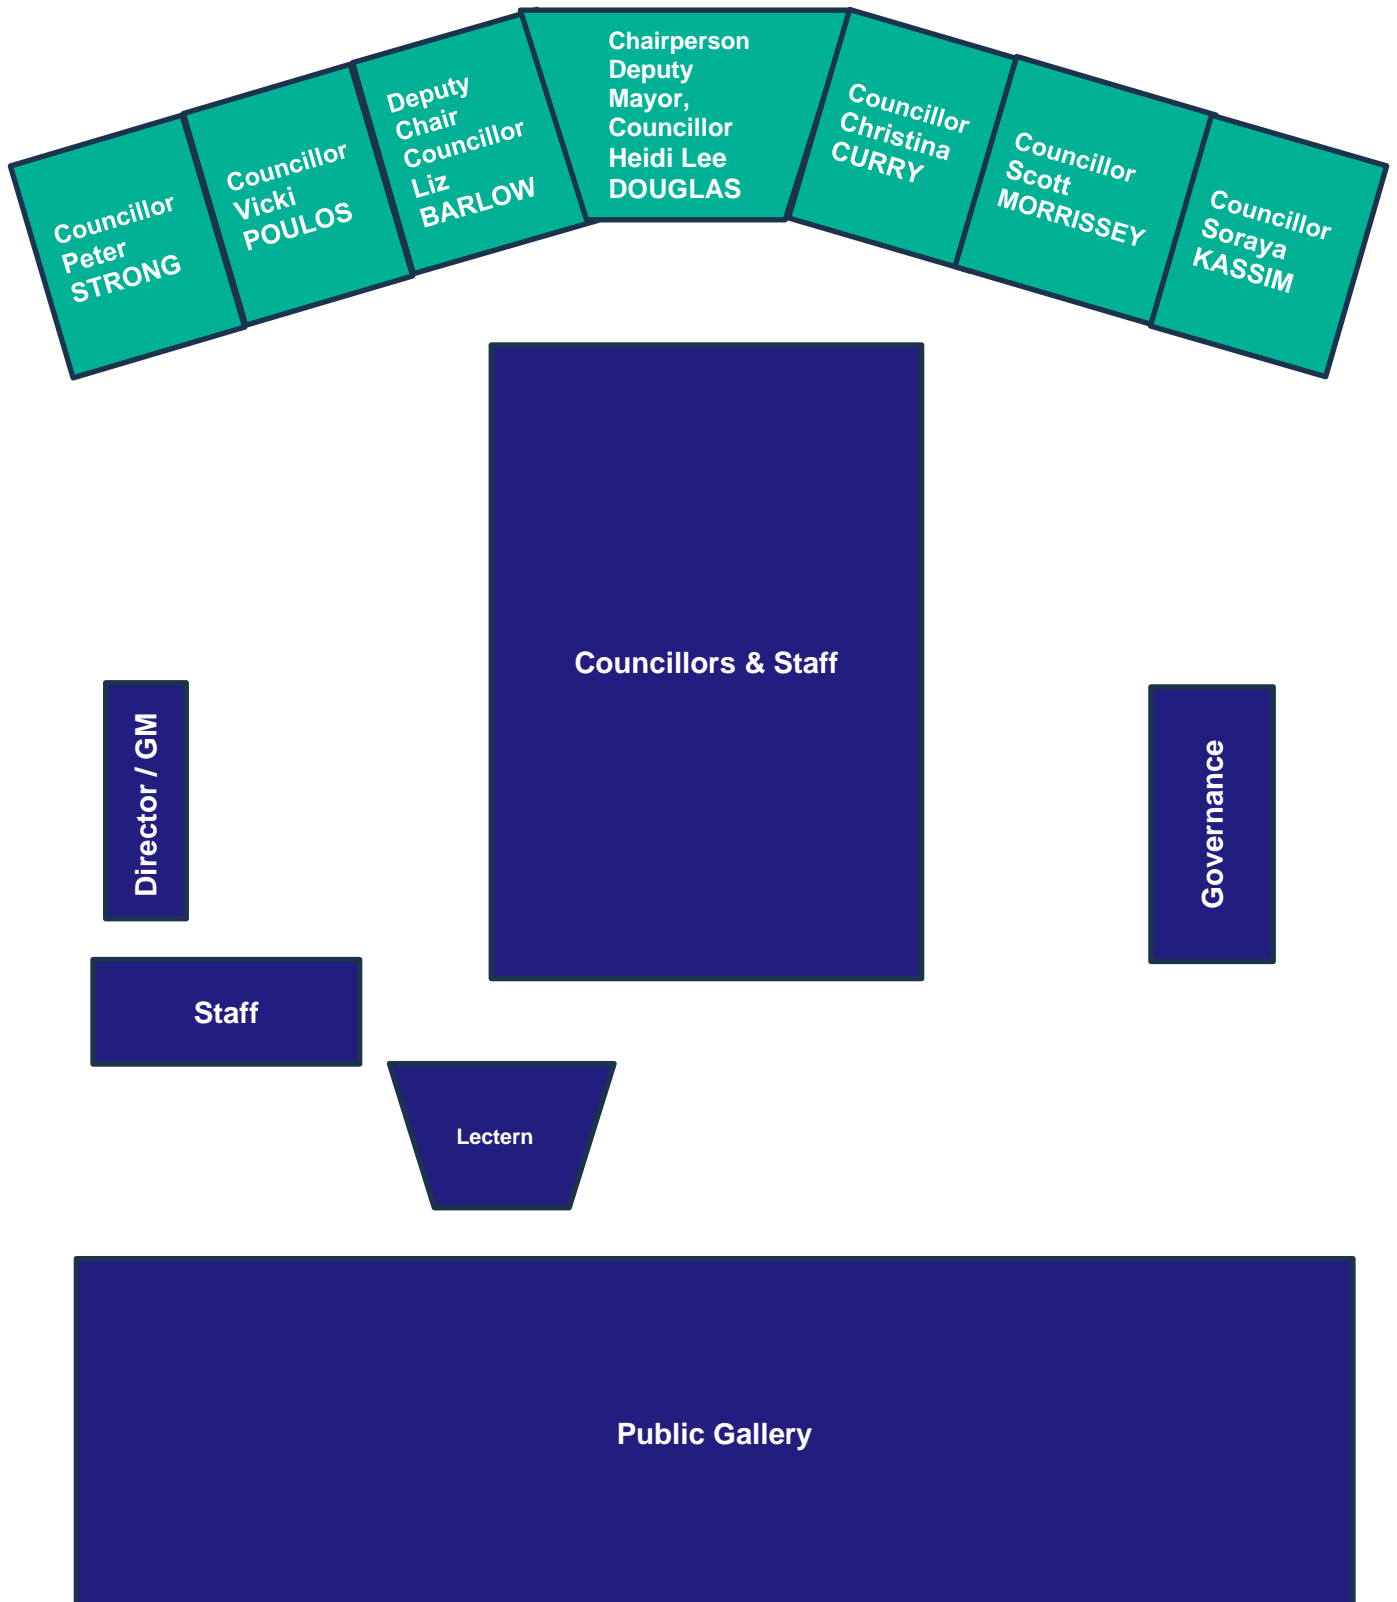 Councillor
Peter
STRONG
Councillor
Vicki
POULOS
Deputy
Chair
Councillor
Liz
BARLOW
Chairperson
Deputy
Mayor,
Councillor
Heidi Lee
DOUGLAS
Councillor
Christina
CURRY
Councillor
Scott
MORRISSEY
Councillor
Soraya
KASSIM
Councillors & Staff
Director / GM
Governance
Staff
Lectern
Public Gallery